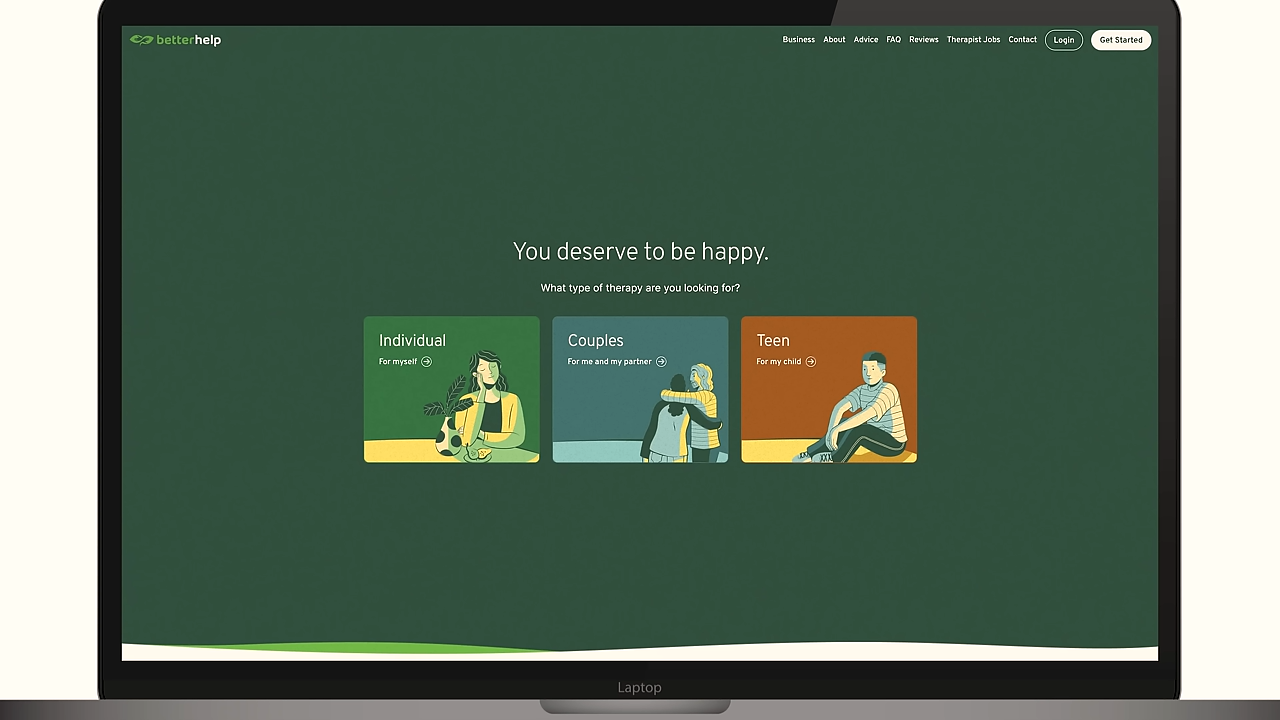 betterhelp
Business About Advice FAQ Reviews Therapist Jobs Contact Login Get Started
You deserve to be happy.
What type of therapy are you looking for?
Individual
For myself
Couples
For me and my partner
Teen
For my child
Laptop